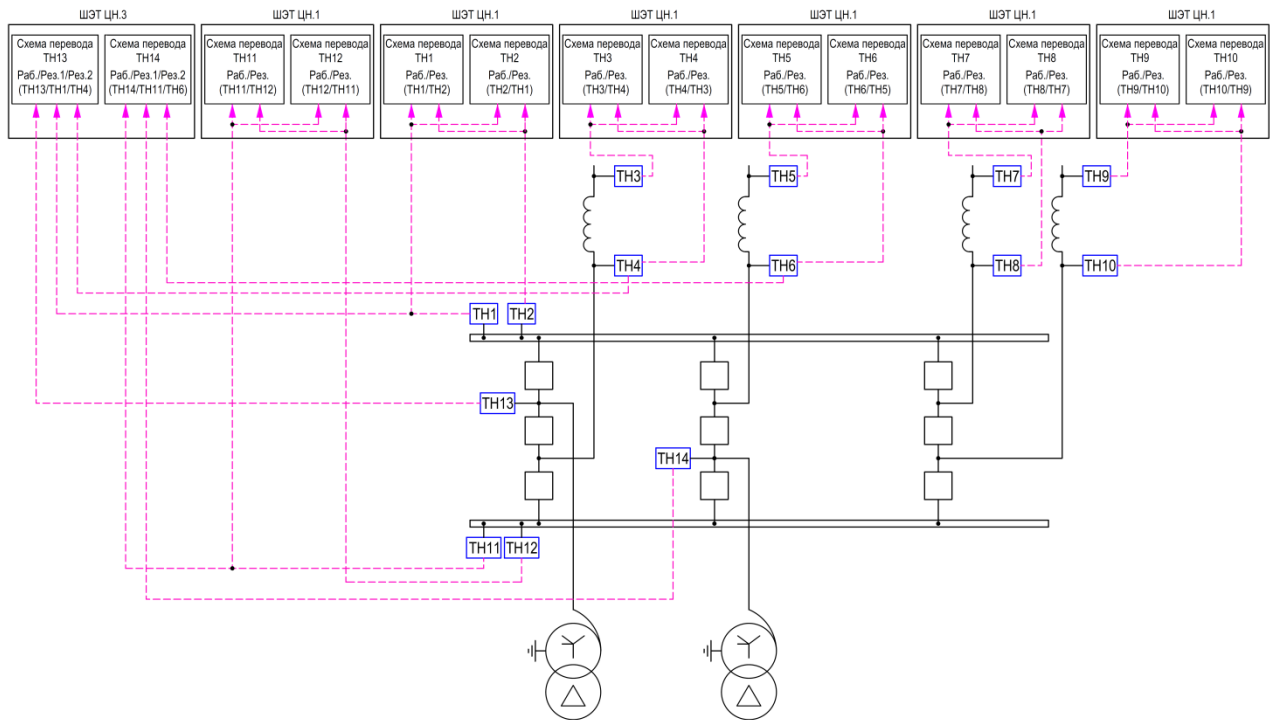 ШЭТ ЦН.3
ШЭТ ЦН.1
ШЭТ ЦН.1
ШЭТ ЦН.1
ШЭТ ЦН.1
ШЭТ ЦН.1
ШЭТ ЦН.1
Схема перевода
ТН13
Раб./Рез.1/Рез.2
(ТН13/ТН1/ТН4)
Схема перевода
ТН14
Раб./Рез.1/Рез.2
(ТН14/ТН11/ТН6)
Схема перевода
ТН11
Раб./Рез.
(ТН11/ТН12)
Схема перевода
ТН12
Раб./Рез.
(ТН12/ТН11)
Схема перевода
ТН1
Раб./Рез.
(ТН1/ТН2)
Схема перевода
ТН2
Раб./Рез.
(ТН2/ТН1)
Схема перевода
ТН3
Раб./Рез.
(ТН3/ТН4)
Схема перевода
ТН4
Раб./Рез.
(ТН4/ТН3)
Схема перевода
ТН5
Раб./Рез.
(ТН5/ТН6)
Схема перевода
ТН6
Раб./Рез.
(ТН6/ТН5)
Схема перевода
ТН7
Раб./Рез.
(ТН7/ТН8)
Схема перевода
ТН8
Раб./Рез.
(ТН8/ТН7)
Схема перевода
ТН9
Раб./Рез.
(ТН9/ТН10)
Схема перевода
ТН10
Раб./Рез.
(ТН10/ТН9)
ТН3
ТН5
ТН7
ТН9
ТН4
ТН6
ТН8
ТН10
ТН1
ТН2
ТН13
ТН14
ТН11
ТН12